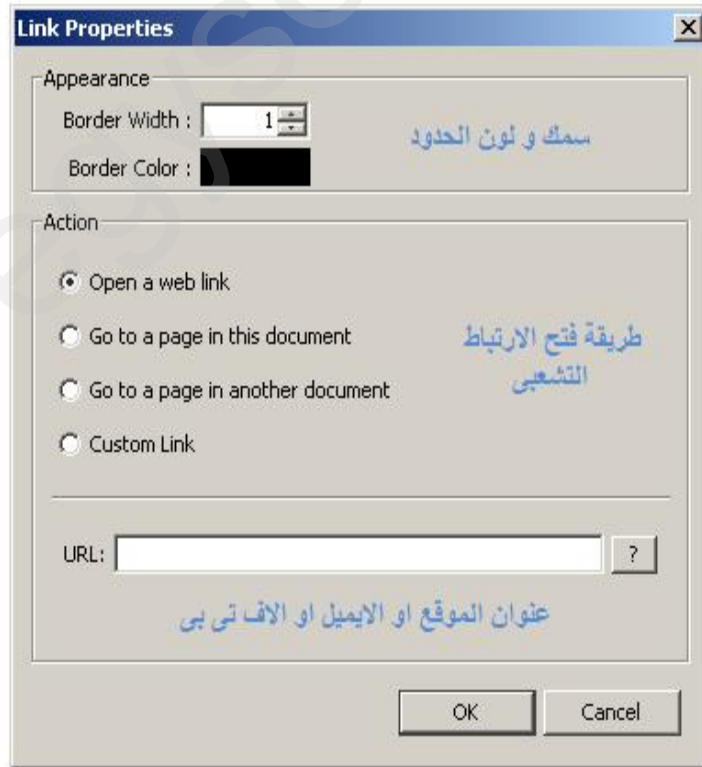 Link Properties
Appearance
Border Width : 1
سمك و لون الحدود
Border Color :
Action
Open a web link
Go to a page in this document
طريقة فتح الارتباط
التشعبى
Go to a page in another document
Custom Link
URL: ?
عنوان الموقع او الايميل او الاف تى بى
OK Cancel